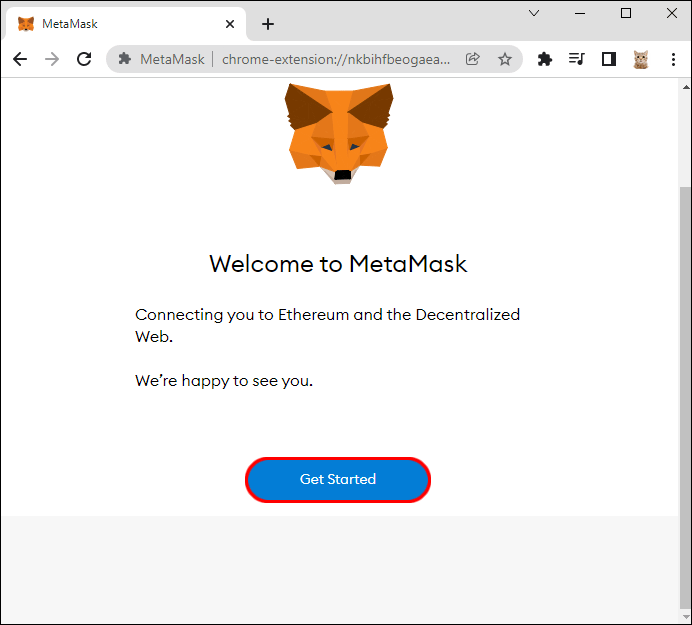 MetaMask
MetaMask
chrome-extension://nkbihfbeogaea...
Welcome to MetaMask
Connecting you to Ethereum and the Decentralized
Web.
We’re happy to see you.
Get Started